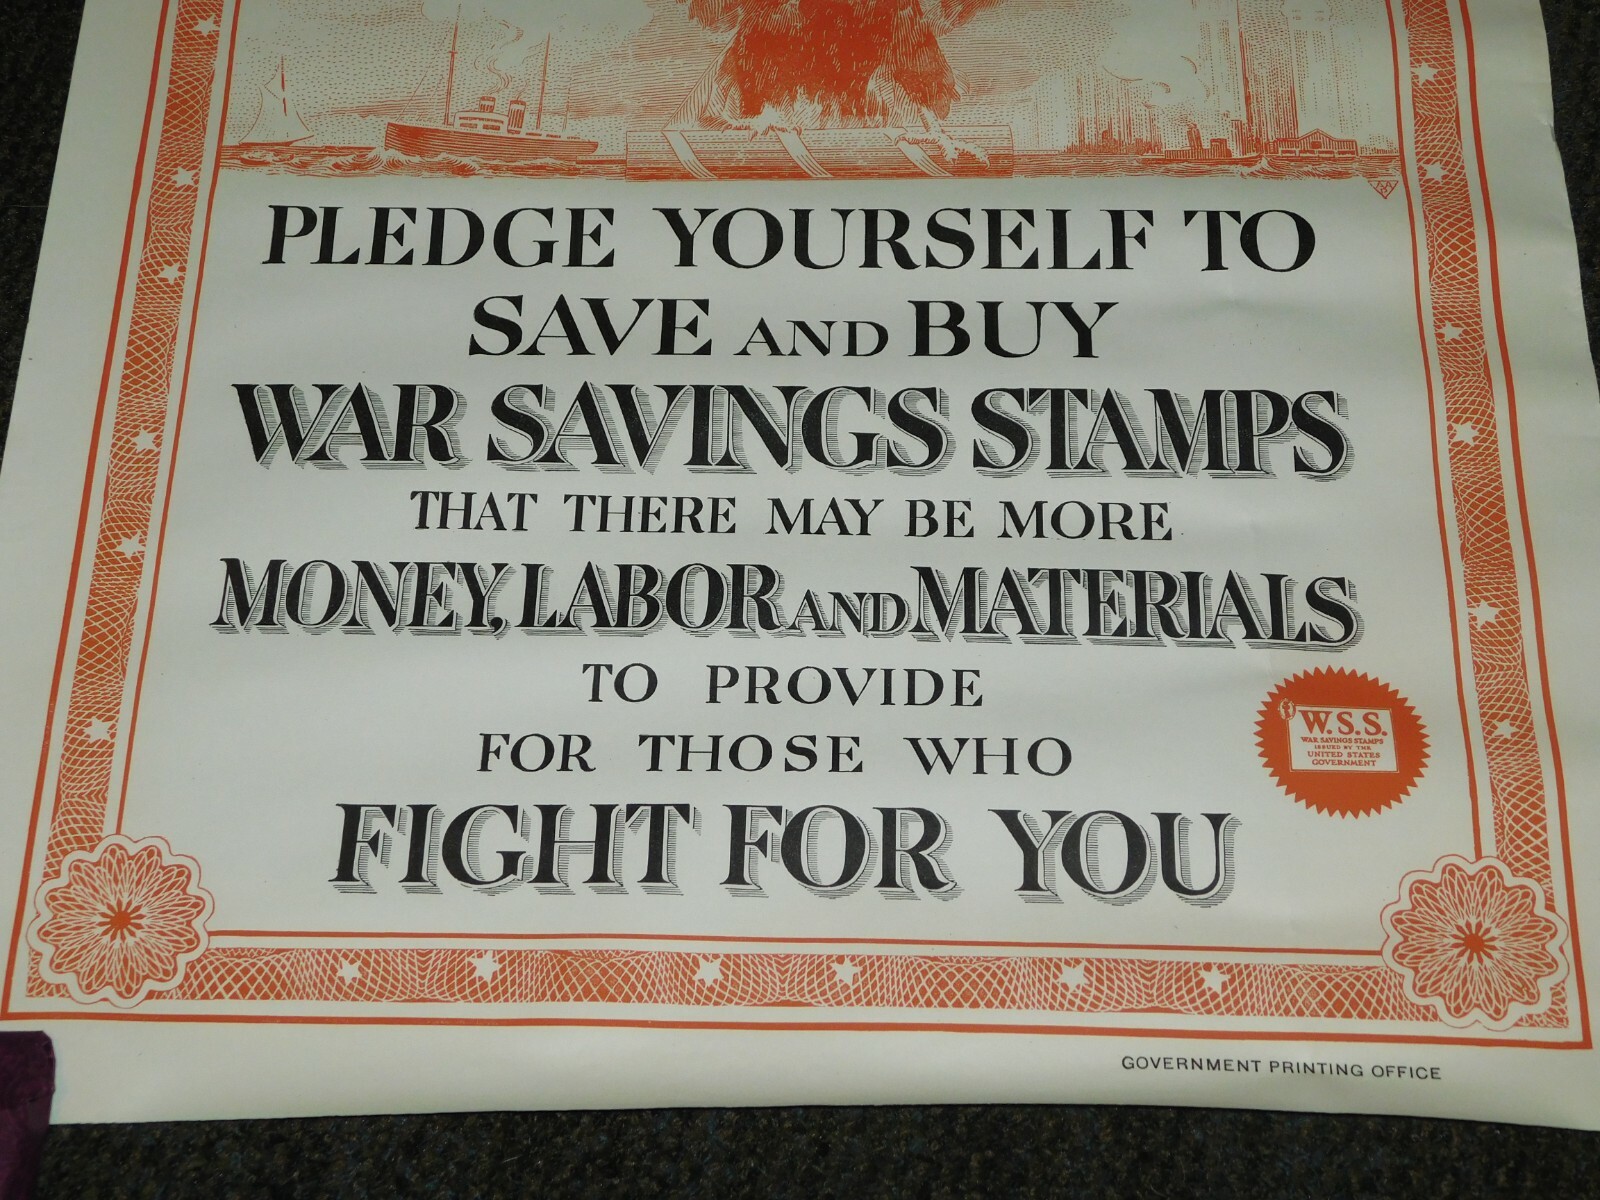 PLEDGE YOURSELF TO
SAVE AND BUY
WAR SAVINGS STAMPS
THAT THERE MAY BE MORE
MONEY, LABOR AND MATERIALS
TO PROVIDE
FOR THOSE WHO
FIGHT FOR YOU
W.S.S.
WAR SAVINGS STAMPS
ISSUED BY THE
UNITED STATES
GOVERNMENT
GOVERNMENT PRINTING OFFICE